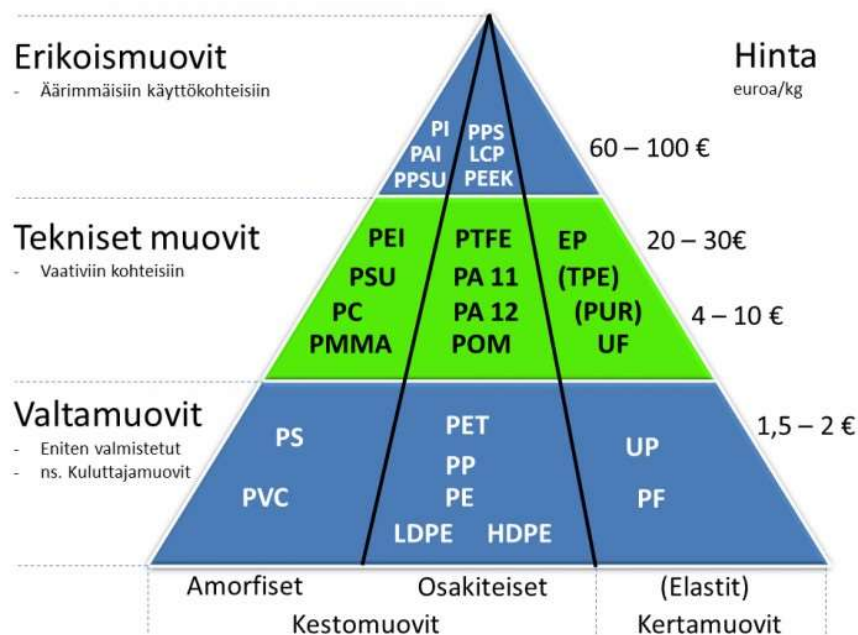 Erikoismuovit
- Äärimmäisiin käyttökohteisiin
Hinta
euroa/kg
PI PPS
PAI LCP
PPSU PEEK
60 – 100 €
Tekniset muovit
- Vaativiin kohteisiin
PEI PTFE EP
PSU PA 11 (TPE)
PC PA 12 (PUR)
PMMA POM UF
20 – 30€
4 – 10 €
Valtamuovit
- Eniten valmistetut
- ns. Kuluttajamuovit
PS PET UP
PP
PVC PE PF
LDPE HDPE
1,5 – 2 €
Amorfiset Osakiteiset (Elastit)
Kestomuovit Kertamuovit